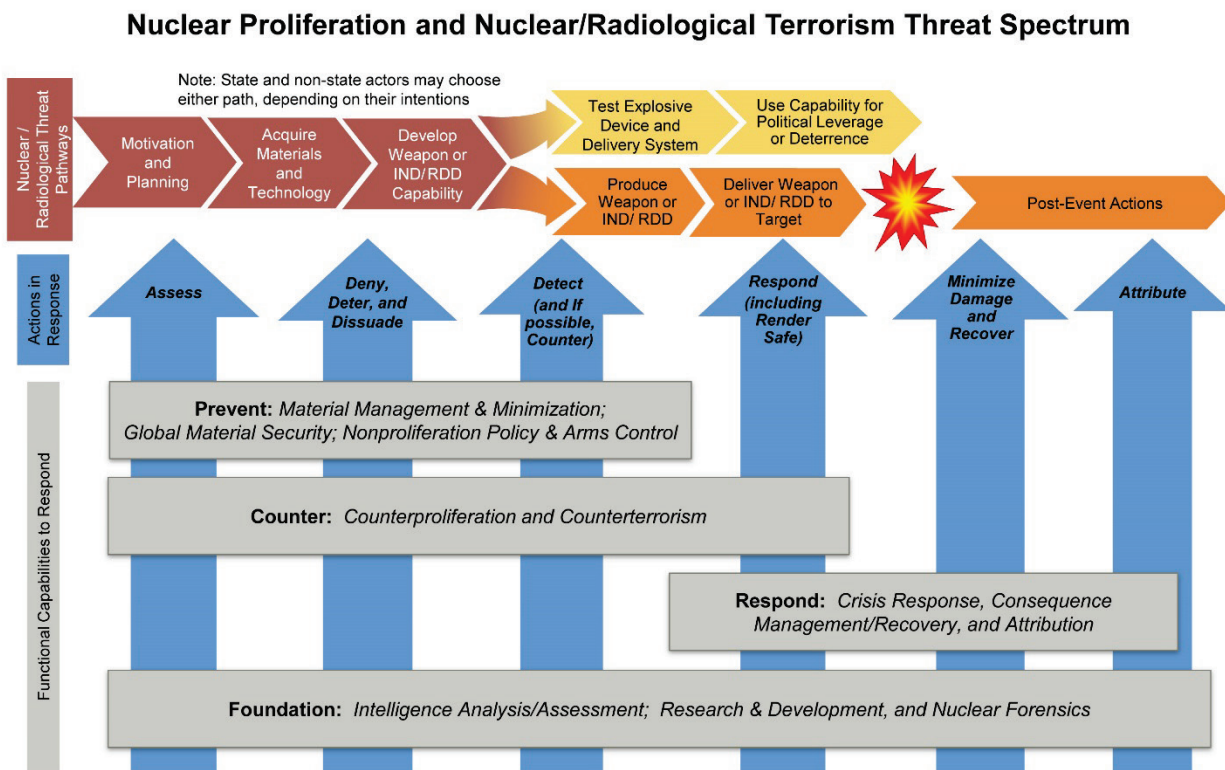 Nuclear Proliferation and Nuclear/Radiological Terrorism Threat Spectrum
Nuclear /
Radiological Threat
Pathways
Note: State and non-state actors may choose
either path, depending on their intentions
Motivation
and
Planning
Acquire
Materials
and
Technology
Develop
Weapon or
IND/RDD
Capability
Test Explosive
Device and
Delivery System
Use Capability for
Political Leverage
or Deterrence
Produce
Weapon or
IND/ RDD
Deliver Weapon
or IND/ RDD to
Target
Post-Event Actions
Actions in
Response
Assess
Deny,
Deter, and
Dissuade
Detect
(and If
possible,
Counter)
Respond
(including
Render
Safe)
Minimize
Damage
and
Recover
Attribute
Functional Capabilities to Respond
Prevent: Material Management & Minimization;
Global Material Security; Nonproliferation Policy & Arms Control
Counter: Counterproliferation and Counterterrorism
Respond: Crisis Response, Consequence
Management/Recovery, and Attribution
Foundation: Intelligence Analysis/Assessment; Research & Development, and Nuclear Forensics